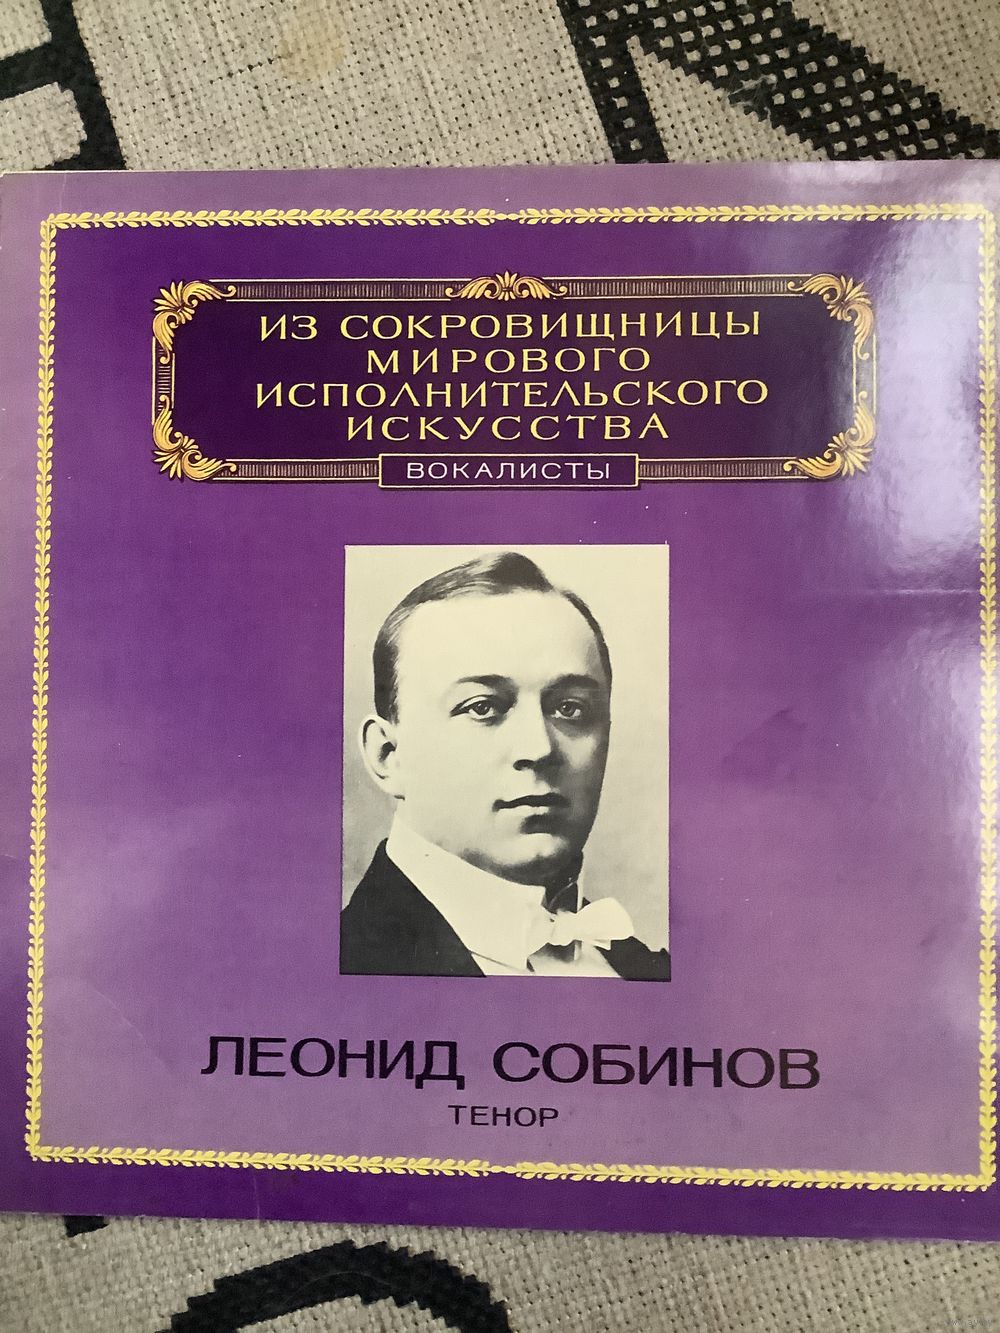 ИЗ СОКРОВИЩНИЦЫ
МИРОВОГО
ИСПОЛНИТЕЛЬСКОГО
ИСКУССТВА
ВОКАЛИСТЫ
ЛЕОНИД СОБИНОВ
ТЕНОР